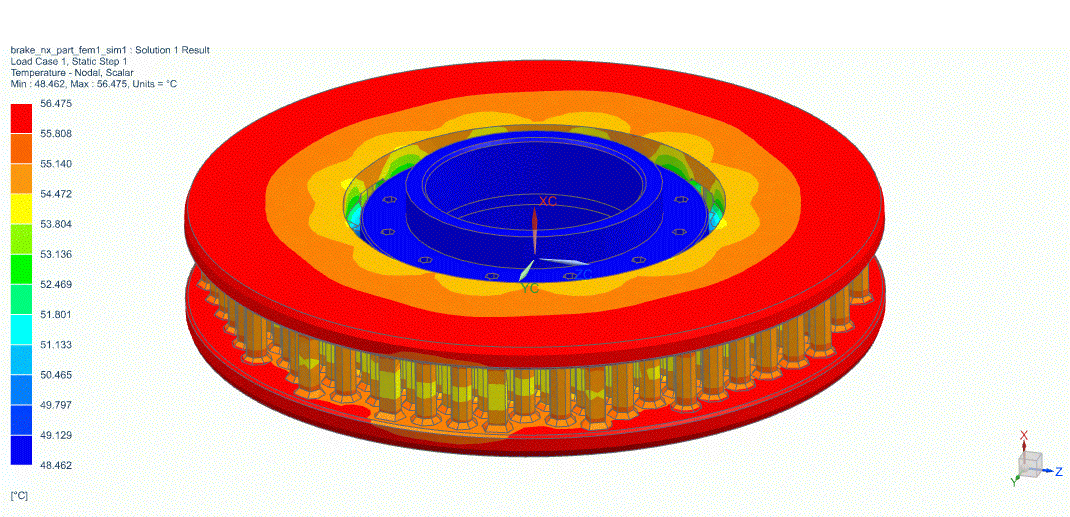 brake_nx_part_fem1_sim1 : Solution 1 Result
Load Case 1, Static Step 1
Temperature - Nodal, Scalar
Min : 48.462, Max : 56.475, Units = °C
56.475
55.808
55.140
54.472
53.804
53.136
52.469
51.801
51.133
50.465
49.797
49.129
48.462
[°C]
XC
ZC
YC
X
Z
Y